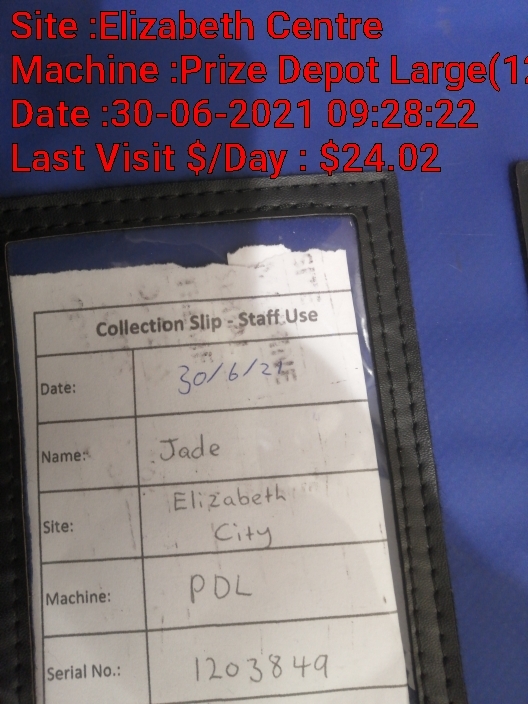 Site :Elizabeth Centre
Machine :Prize Depot Large(12
Date :30-06-2021 09:28:22
Last Visit $/Day : $24.02
Collection Slip - Staff Use
Date: 30/6/21
Name: Jade
Site: Elizabeth
City
Machine: PDL
Serial No.: 1203849